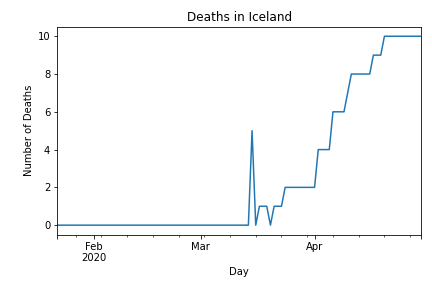 Deaths in Iceland
10
8
6
4
2
0
Number of Deaths
Feb
2020
Mar
Apr
Day